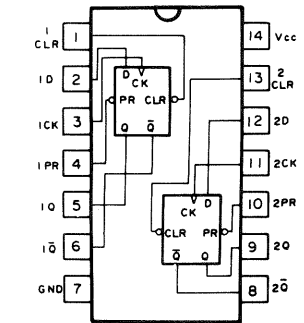 1 CLR 1 14 Vcc
1D 2 13 2 CLR
D CK PR CLR Q Q̅
1CK 3 12 2D
1PR 4 11 2CK
1Q 5 10 2PR
CK D CLR PR Q̅ Q
1Q̅ 6 9 2Q
GND 7 8 2Q̅